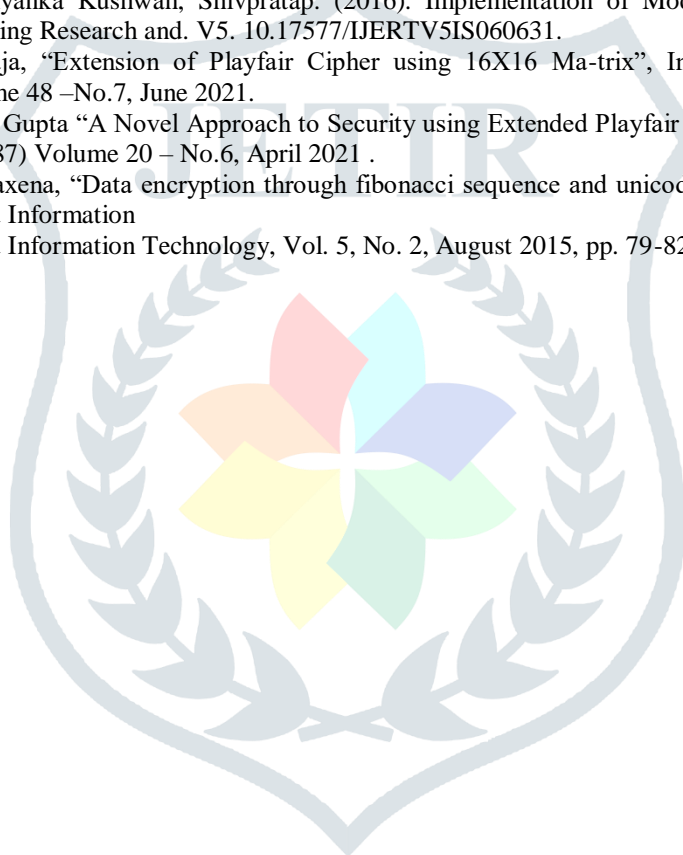 yanka Kushwah, Shivpratap. (2016). Implementation of Mo
ing Research and. V5. 10.17577/IJERTV5IS060631.
ja, “Extension of Playfair Cipher using 16X16 Ma-trix”, In
e 48 –No.7, June 2021.
Gupta “A Novel Approach to Security using Extended Playfair
87) Volume 20 – No.6, April 2021 .
axena, “Data encryption through fibonacci sequence and unicod
Information
Information Technology, Vol. 5, No. 2, August 2015, pp. 79-82
JETIR